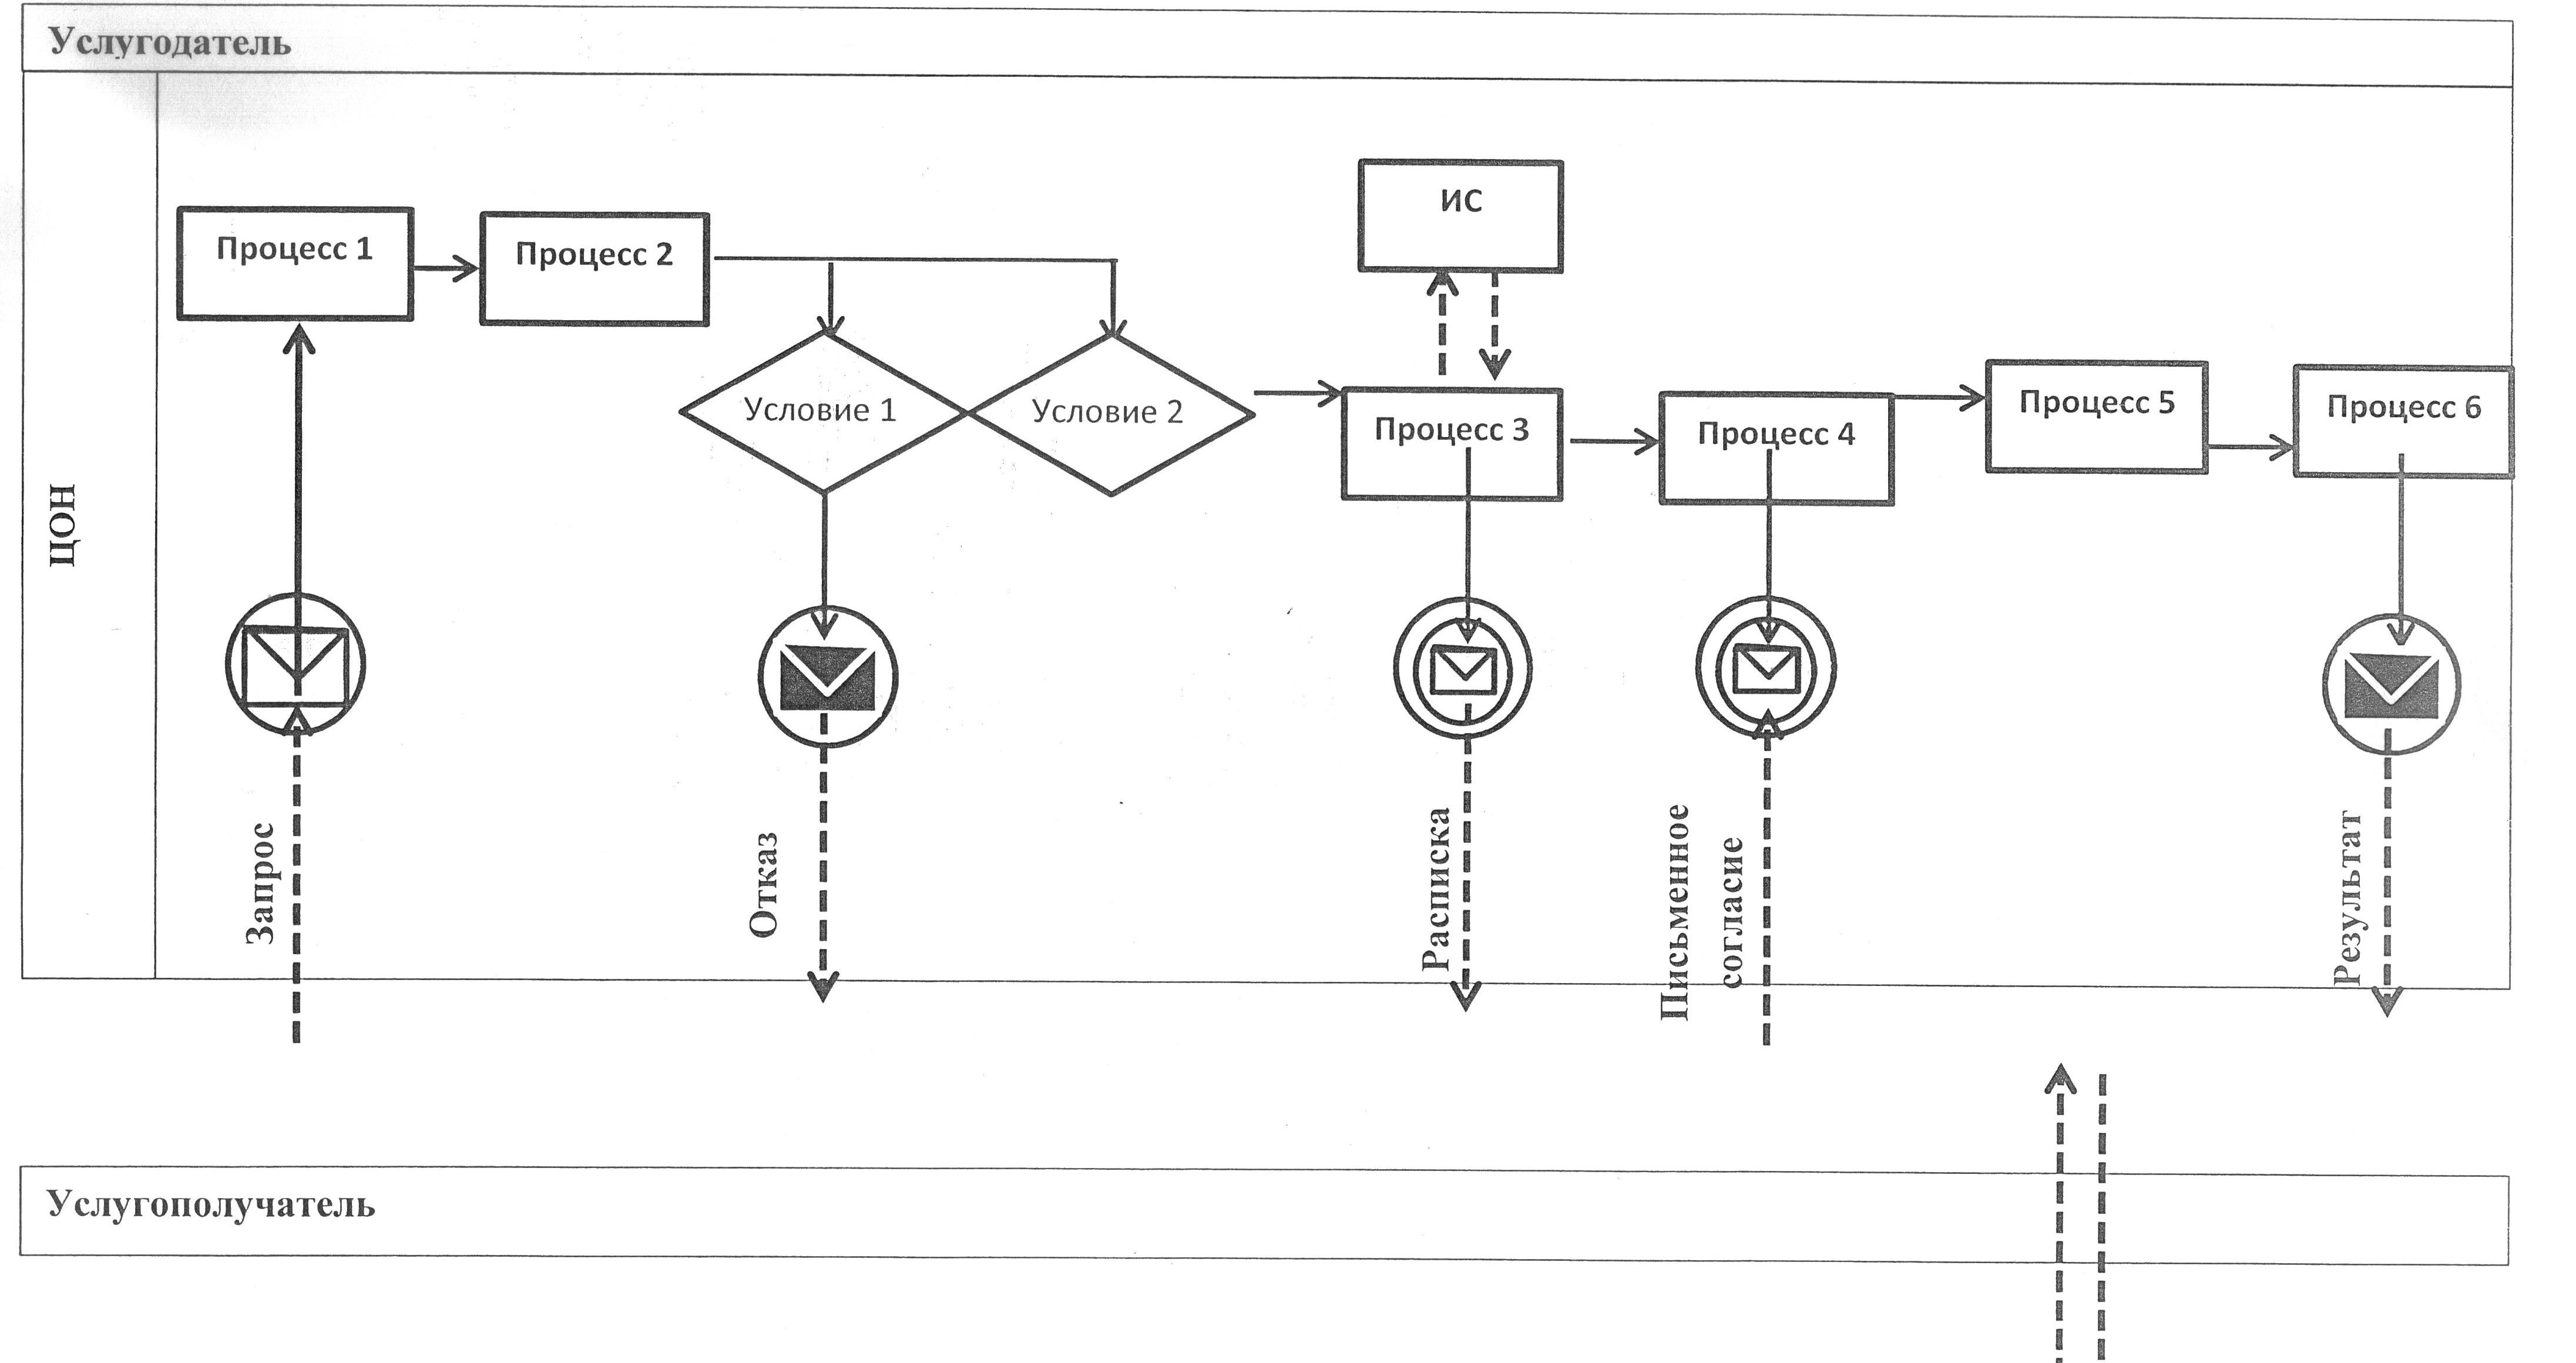 Услугодатель
ЦОН
Процесс 1
Процесс 2
Условие 1
Условие 2
ИС
Процесс 3
Процесс 4
Процесс 5
Процесс 6
Запрос
Отказ
Расписка
Письменное
согласие
Результат
Услугополучатель